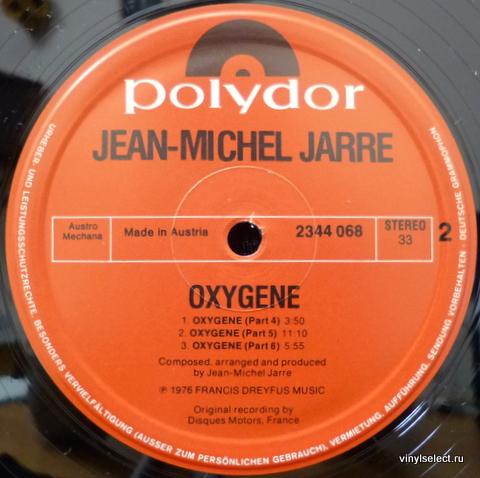 polydor
JEAN-MICHEL JARRE
Austro
Mechana
Made in Austria
2344 068
STEREO
33
2
OXYGENE
1. OXYGENE (Part 4) 3:50
2. OXYGENE (Part 5) 11:10
3. OXYGENE (Part 6) 5:55
Composed, arranged and produced
by Jean-Michel Jarre
℗ 1976 FRANCIS DREYFUS MUSIC
Original recording by
Disques Motors, France
URHEBER- UND LEISTUNGSSCHUTZRECHTE. BESONDERS VERVIELFÄLTIGUNG (AUSSER ZUM PERSÖNLICHEN GEBRAUCH), VERMIETUNG, AUFFÜHRUNG, SENDUNG VORBEHALTEN · DEUTSCHE GRAMMOPHON
vinylselect.ru